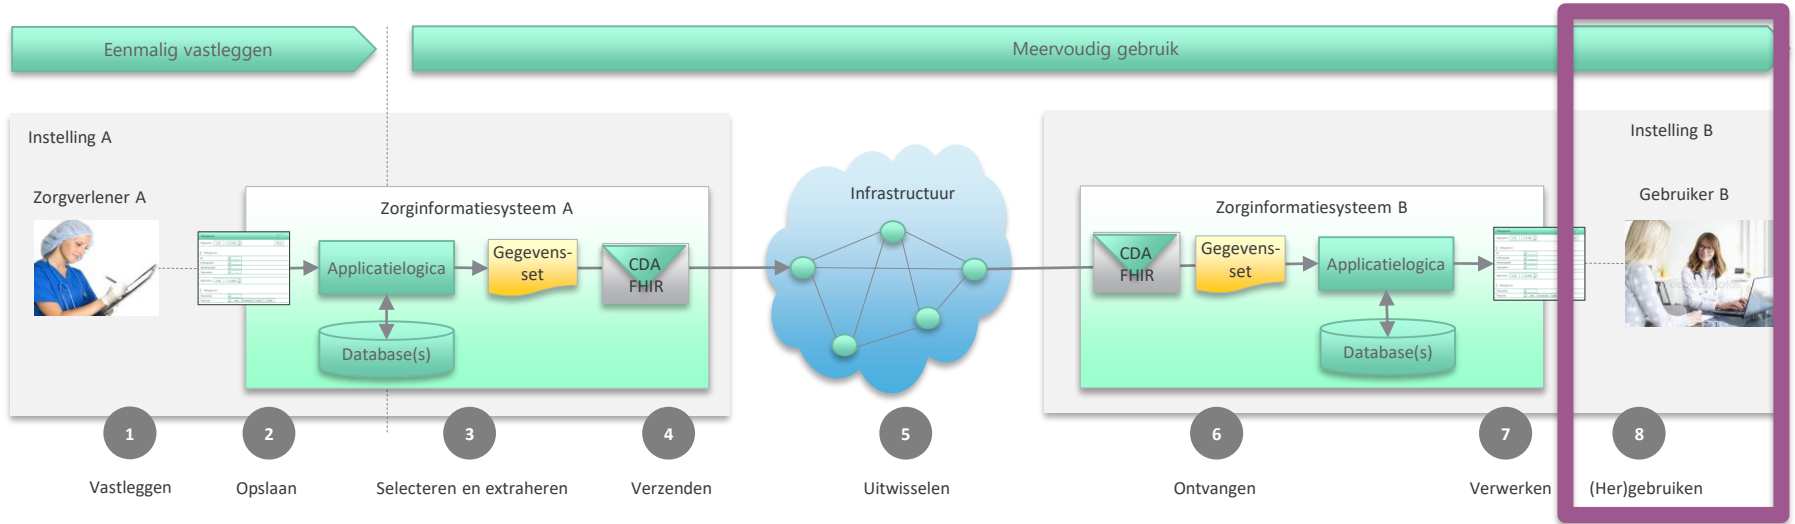 Eenmalig vastleggen
Meervoudig gebruik
Instelling A
Instelling B
Zorgverlener A
Zorginformatiesysteem A
Infrastructuur
Zorginformatiesysteem B
Gebruiker B
Applicatielogica
Gegevens-
set
CDA
FHIR
Database(s)
CDA
FHIR
Gegevens-
set
Applicatielogica
Database(s)
1
2
3
4
5
6
7
8
Vastleggen
Opslaan
Selecteren en extraheren
Verzenden
Uitwisselen
Ontvangen
Verwerken
(Her)gebruiken